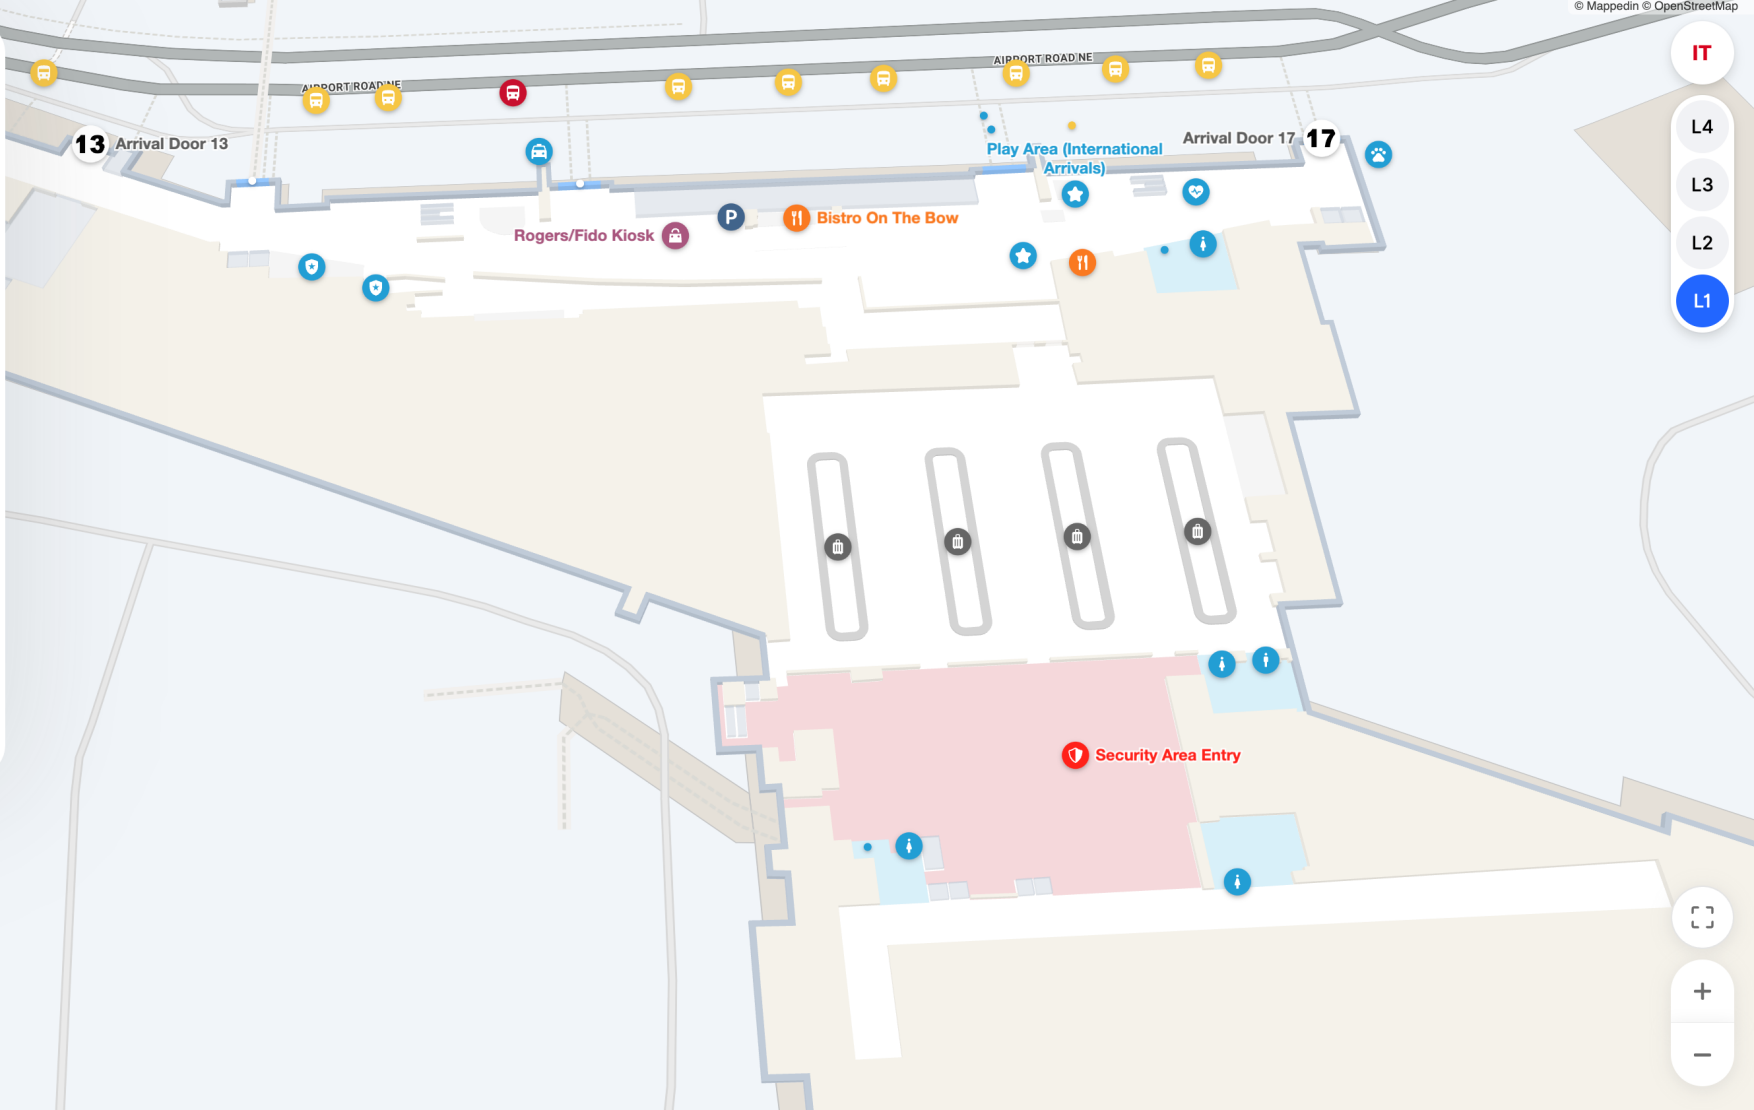 © Mappedin © OpenStreetMap
IT
AIRPORT ROAD NE
AIRPORT ROAD NE
L4
13 Arrival Door 13
Arrival Door 17 17
Play Area (International
Arrivals)
L3
P
Bistro On The Bow
Rogers/Fido Kiosk
L2
L1
Security Area Entry
+
−